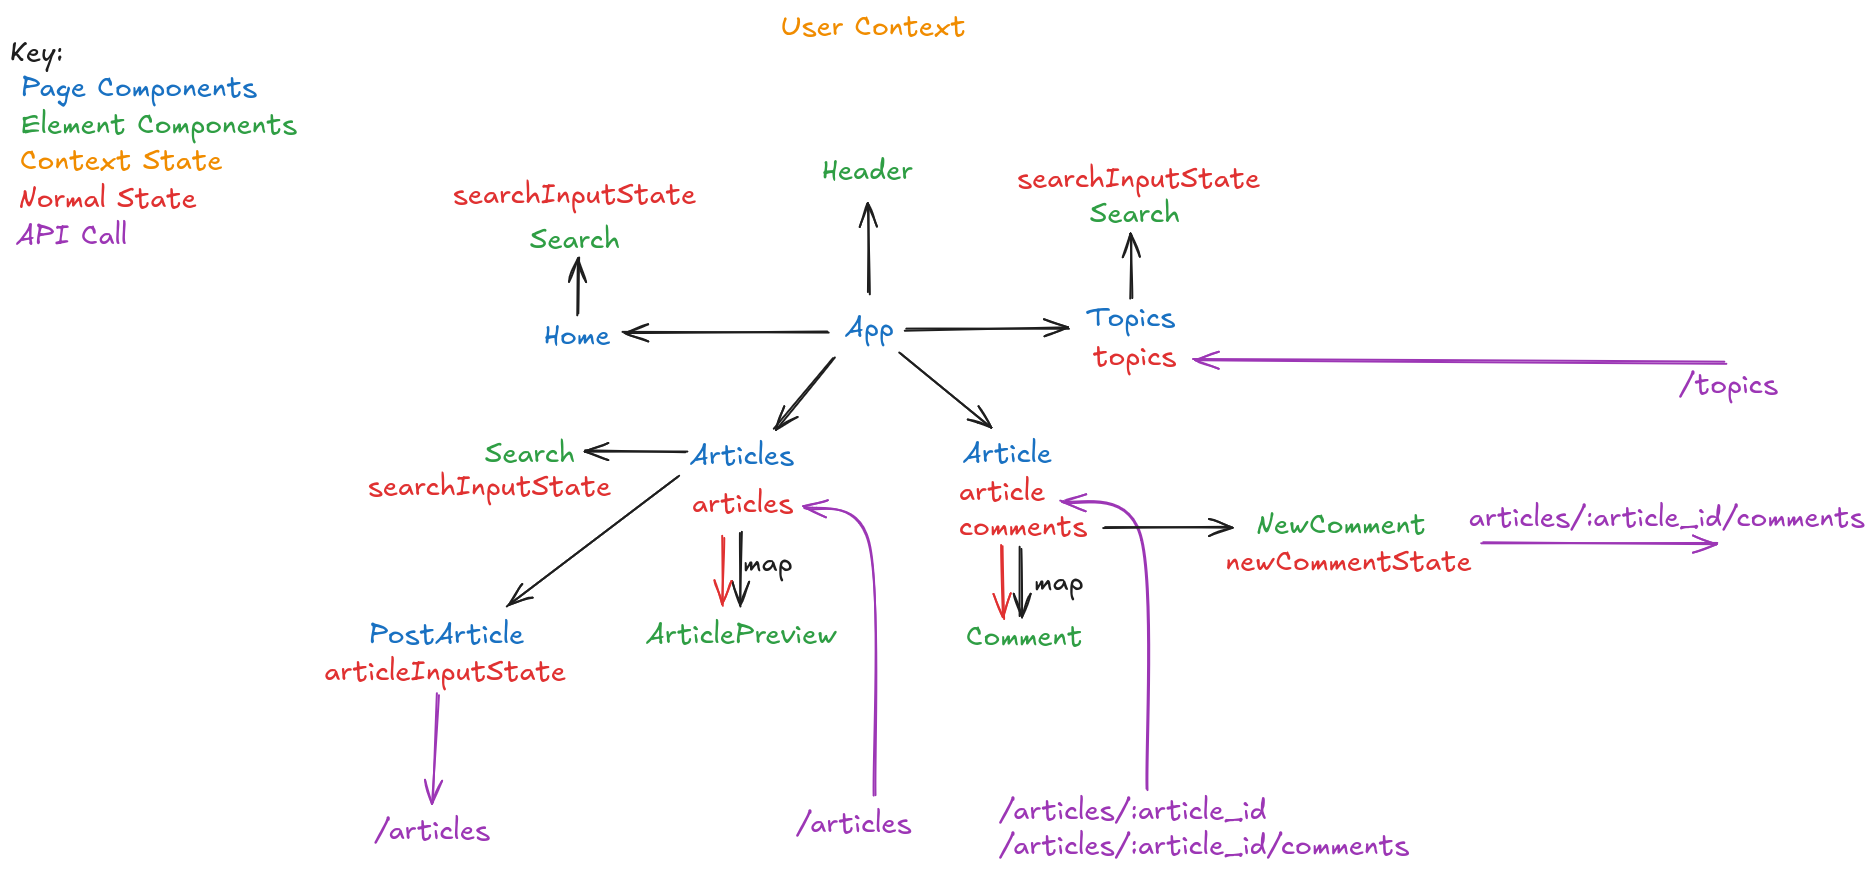 User Context
Key:
Page Components
Element Components
Context State
Normal State
API Call
Header
searchInputState
Search
searchInputState
Search
Home
App
Topics
topics
/topics
Search
searchInputState
Articles
articles
map
ArticlePreview
Article
article
comments
map
Comment
NewComment
newCommentState
articles/:article_id/comments
PostArticle
articleInputState
/articles
/articles
/articles/:article_id
/articles/:article_id/comments